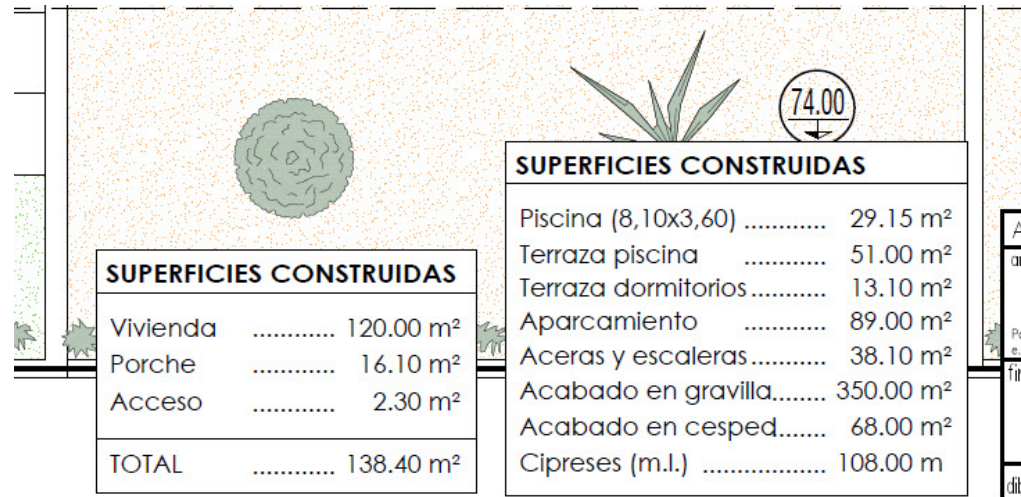 74.00
SUPERFICIES CONSTRUIDAS
Vivienda ............ 120.00 m²
Porche ............ 16.10 m²
Acceso ............ 2.30 m²
TOTAL ............ 138.40 m²
SUPERFICIES CONSTRUIDAS
Piscina (8,10x3,60) ............ 29.15 m²
Terraza piscina ............ 51.00 m²
Terraza dormitorios ........... 13.10 m²
Aparcamiento ............ 89.00 m²
Aceras y escaleras ........... 38.10 m²
Acabado en gravilla........ 350.00 m²
Acabado en cesped....... 68.00 m²
Cipreses (m.l.) .................. 108.00 m